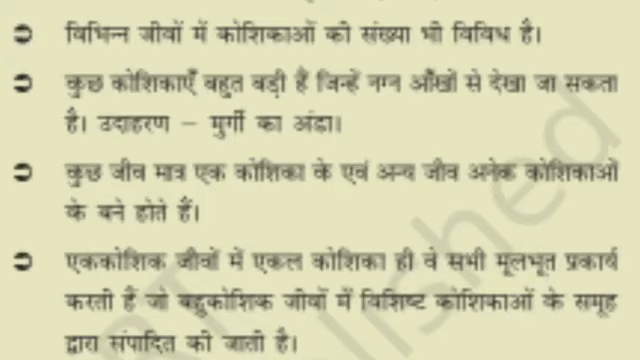 ➲ विभिन्न जीवों में कोशिकाओं की संख्या भी विविध है।
➲ कुछ कोशिकाएँ बहुत बड़ी हैं जिन्हें नग्न आँखों से देखा जा सकता
है। उदाहरण – मुर्गी का अंडा।
➲ कुछ जीव मात्र एक कोशिका के एवं अन्य जीव अनेक कोशिकाओं
के बने होते हैं।
➲ एककोशिक जीवों में एकल कोशिका ही वे सभी मूलभूत प्रकार्य
करती हैं जो बहुकोशिक जीवों में विशिष्ट कोशिकाओं के समूह
द्वारा संपादित की जाती है।